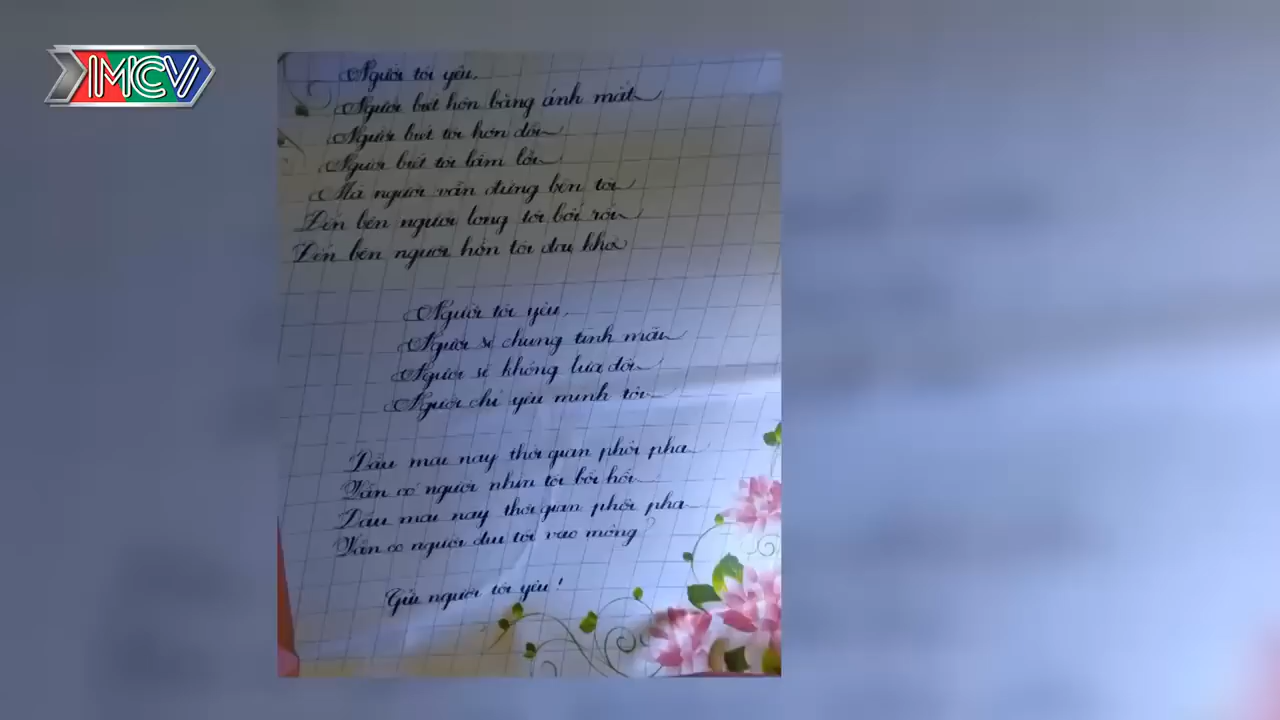 MCV
Người tôi yêu,
Người biết hôn bằng ánh mắt
Người biết tôi hờn dỗi
Người biết tôi lầm lỗi
Mà người vẫn đứng bên tôi
Đến bên người lòng tôi bối rối
Đến bên người hồn tôi dại khờ
Người tôi yêu,
Người sẽ chung tình mãi
Người sẽ không lừa dối
Người chỉ yêu mình tôi
Dẫu mai này thời gian phôi pha
Vẫn có người nhìn tôi bồi hồi
Dẫu mai này thời gian phôi pha
Vẫn có người đưa tôi vào mộng?
Gửi người tôi yêu!